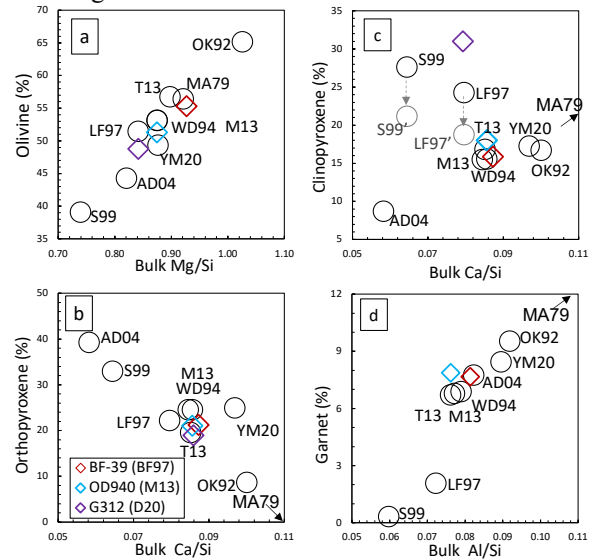 a
Olivine (%)
65
70
60
55
50
45
40
35
OK92
T13
MA79
LF97
WD94
M13
YM20
AD04
S99
0.70
0.80
0.90
1.00
1.10
Bulk Mg/Si
c
Clinopyroxene (%)
35
30
25
20
15
10
5
0
S99
LF97
MA79
S99’
LF97’
T13
YM20
M13
WD94
OK92
AD04
0.05
0.07
0.09
0.11
Bulk Ca/Si
b
Orthopyroxene (%)
50
40
30
20
10
0
AD04
S99
M13
WD94
LF97
YM20
T13
OK92
MA79
BF-39 (BF97)
OD940 (M13)
G312 (D20)
0.05
0.07
0.09
0.11
Bulk Ca/Si
d
Garnet (%)
12
9
6
3
0
MA79
OK92
YM20
AD04
WD94
T13
M13
LF97
S99
0.05
0.07
0.09
0.11
Bulk Al/Si